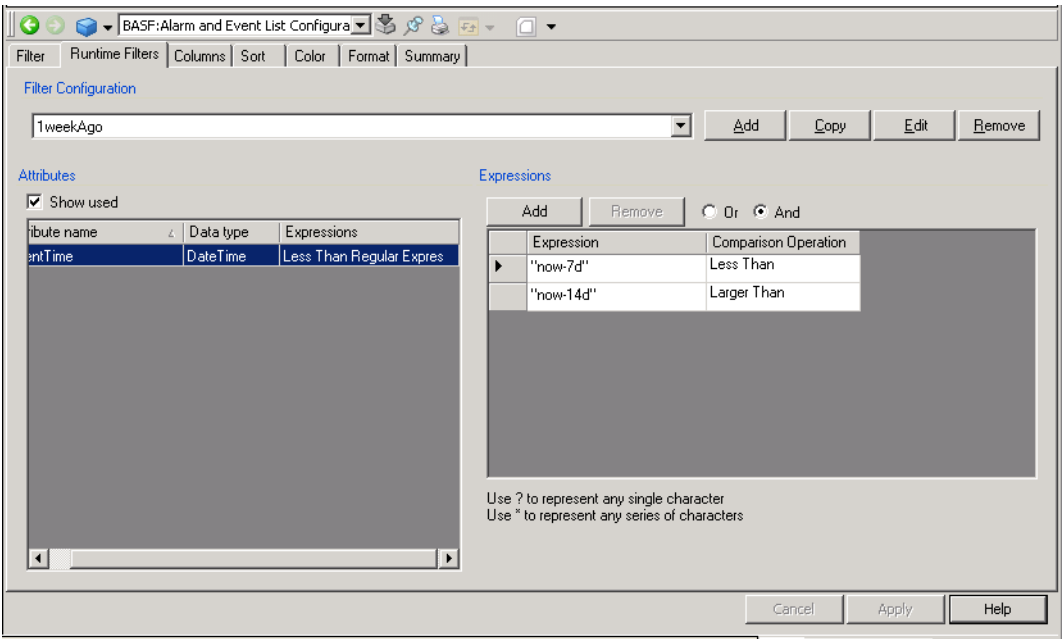 BASF:Alarm and Event List Configura
Filter Runtime Filters Columns Sort Color Format Summary
Filter Configuration
1weekAgo Add Copy Edit Remove
Attributes Expressions
Show used
Add Remove Or And
ribute name Data type Expressions
Expression Comparison Operation
entTime DateTime Less Than Regular Expres
"now-7d" Less Than
"now-14d" Larger Than
Use ? to represent any single character
Use * to represent any series of characters
Cancel Apply Help